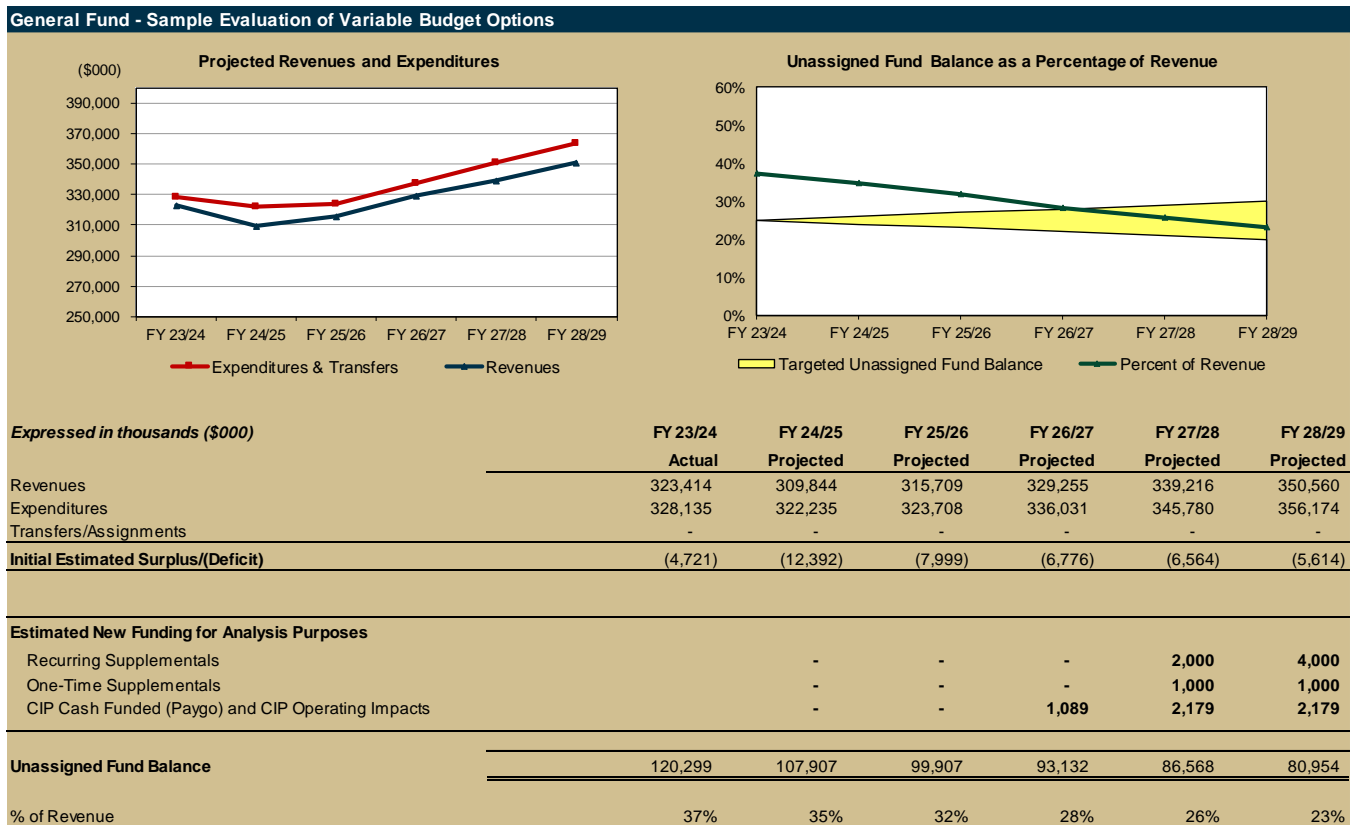 General Fund - Sample Evaluation of Variable Budget Options
Projected Revenues and Expenditures
($000)
390,000
370,000
350,000
330,000
310,000
290,000
270,000
250,000
FY 23/24 FY 24/25 FY 25/26 FY 26/27 FY 27/28 FY 28/29
Expenditures & Transfers Revenues
Unassigned Fund Balance as a Percentage of Revenue
60%
50%
40%
30%
20%
10%
0%
FY 23/24 FY 24/25 FY 25/26 FY 26/27 FY 27/28 FY 28/29
Targeted Unassigned Fund Balance Percent of Revenue
Expressed in thousands ($000) FY 23/24 FY 24/25 FY 25/26 FY 26/27 FY 27/28 FY 28/29
Actual Projected Projected Projected Projected Projected
Revenues 323,414 309,844 315,709 329,255 339,216 350,560
Expenditures 328,135 322,235 323,708 336,031 345,780 356,174
Transfers/Assignments - - - - - -
Initial Estimated Surplus/(Deficit) (4,721) (12,392) (7,999) (6,776) (6,564) (5,614)
Estimated New Funding for Analysis Purposes
Recurring Supplementals - - - 2,000 4,000
One-Time Supplementals - - - 1,000 1,000
CIP Cash Funded (Paygo) and CIP Operating Impacts - - 1,089 2,179 2,179
Unassigned Fund Balance 120,299 107,907 99,907 93,132 86,568 80,954
% of Revenue 37% 35% 32% 28% 26% 23%